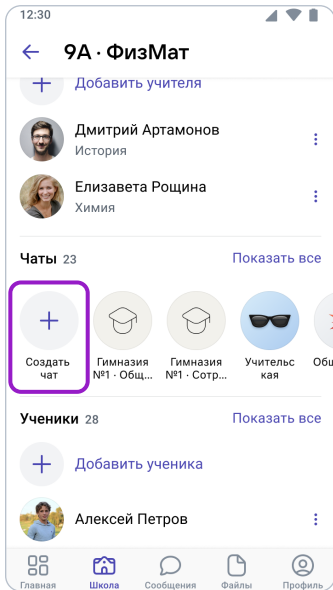 12:30
9А · ФизМат
Добавить учителя
Дмитрий Артамонов
История
Елизавета Рощина
Химия
Чаты 23
Показать все
Создать
чат
Гимназия
№1 · Общ...
Гимназия
№1 · Сотр...
Учительс
кая
Общ
Ученики 28
Показать все
Добавить ученика
Алексей Петров
Главная
Школа
Сообщения
Файлы
Профиль